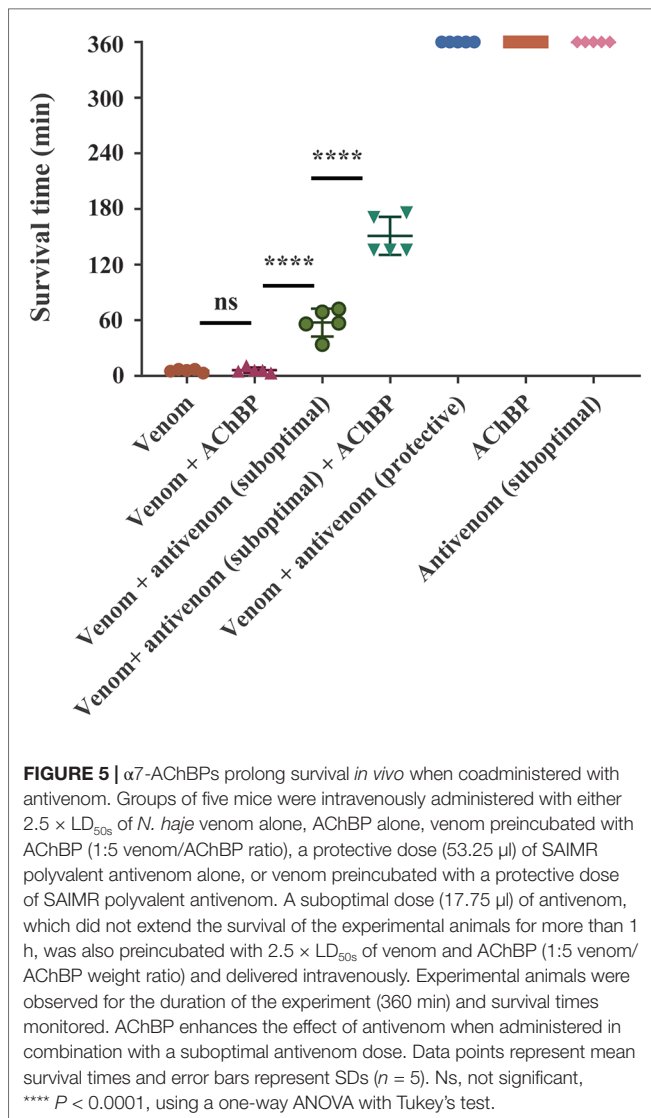 360
300
240
180
120
60
0
Survival time (min)
ns
****
****
Venom
Venom + AChBP
Venom + antivenom (suboptimal)
Venom+ antivenom (suboptimal) + AChBP
Venom + antivenom (protective)
AChBP
Antivenom (suboptimal)
FIGURE 5 | α7-AChBPs prolong survival in vivo when coadministered with
antivenom. Groups of five mice were intravenously administered with either
2.5 × LD50s of N. haje venom alone, AChBP alone, venom preincubated with
AChBP (1:5 venom/AChBP ratio), a protective dose (53.25 µl) of SAIMR
polyvalent antivenom alone, or venom preincubated with a protective dose
of SAIMR polyvalent antivenom. A suboptimal dose (17.75 µl) of antivenom,
which did not extend the survival of the experimental animals for more than 1
h, was also preincubated with 2.5 × LD50s of venom and AChBP (1:5 venom/
AChBP weight ratio) and delivered intravenously. Experimental animals were
observed for the duration of the experiment (360 min) and survival times
monitored. AChBP enhances the effect of antivenom when administered in
combination with a suboptimal antivenom dose. Data points represent mean
survival times and error bars represent SDs (n = 5). Ns, not significant,
**** P < 0.0001, using a one-way ANOVA with Tukey's test.